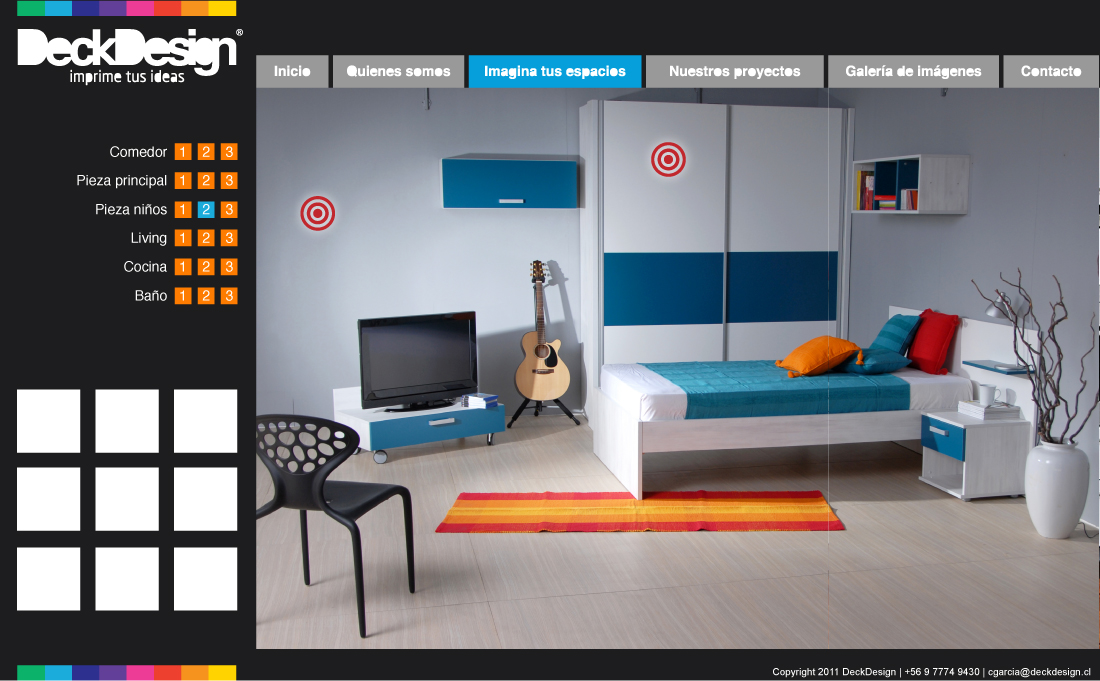 DeckDesign®
imprime tus ideas
Inicio Quienes somos Imagina tus espacios Nuestros proyectos Galería de imágenes Contacto
Comedor 1 2 3
Pieza principal 1 2 3
Pieza niños 1 2 3
Living 1 2 3
Cocina 1 2 3
Baño 1 2 3
Copyright 2011 DeckDesign | +56 9 7774 9430 | cgarcia@deckdesign.cl